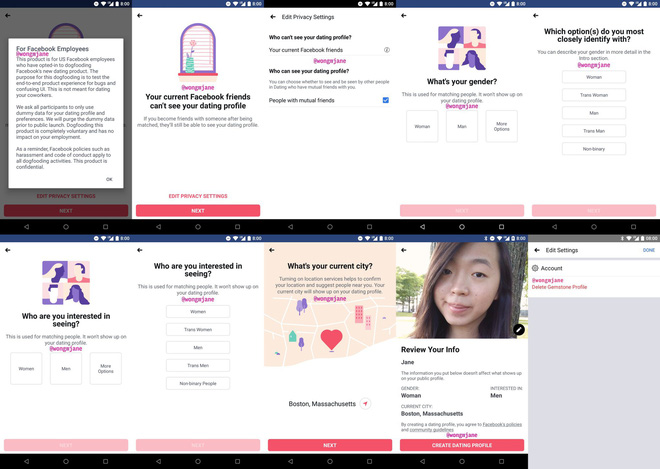 8:00
For Facebook Employees
@wongmjane
This product is for US Facebook employees
who have opted-in to dogfooding
Facebook's new dating product. The
purpose for this dogfooding is to test the
end-to-end product experience for bugs and
confusing UI. This is not meant for dating
your coworkers.
We ask all participants to only use
dummy data for your dating profile and
preferences. We will purge the dummy data
prior to public launch. Dogfooding this
product is completely voluntary and has no
impact on your employment.
As a reminder, Facebook policies such as
harassment and code of conduct apply to
all dogfooding activities. This product is
confidential.
OK
EDIT PRIVACY SETTINGS
NEXT
8:00
@wongmjane
Your current Facebook friends
can't see your dating profile
If you become friends with someone after being
matched, they'll still be able to see your dating profile.
EDIT PRIVACY SETTINGS
NEXT
8:00
Edit Privacy Settings
Who can't see your dating profile?
Your current Facebook friends
@wongmjane
Who can see your dating profile?
You can choose whether to see and be seen by other people
in Dating who have mutual friends with you.
People with mutual friends
8:00
@wongmjane
What's your gender?
This is used for matching people. It won't show up on
your dating profile.
@wongmjane
Woman
Man
More
Options
NEXT
8:00
Which option(s) do you most
closely identify with?
You can describe your gender in more detail in the
Intro section.
@wongmjane
Woman
Trans Woman
Man
Trans Man
Non-binary
NEXT
8:00
Who are you interested in
seeing?
This is used for matching people. It won't show up on
your dating profile.
@wongmjane
Women
Men
More
Options
NEXT
8:00
Who are you interested in
seeing?
This is used for matching people. It won't show up on
your dating profile.
@wongmjane
Women
Trans Women
Men
Trans Men
Non-binary People
NEXT
8:00
What's your current city?
Turning on location services helps us to confirm
your location and suggest people near you. Your
current city will show up on your dating profile.
@wongmjane
Boston, Massachusetts
NEXT
8:00
Review Your Info
Jane
The information you put below doesn't affect what shows
up on your public profile.
GENDER:
Woman
INTERESTED IN:
Men
CURRENT CITY:
Boston, Massachusetts
By creating a dating profile, you agree to Facebook's policies
and community guidelines
@wongmjane
CREATE DATING PROFILE
08:00
Edit Settings
DONE
Account
@wongmjane
Delete Gemstone Profile